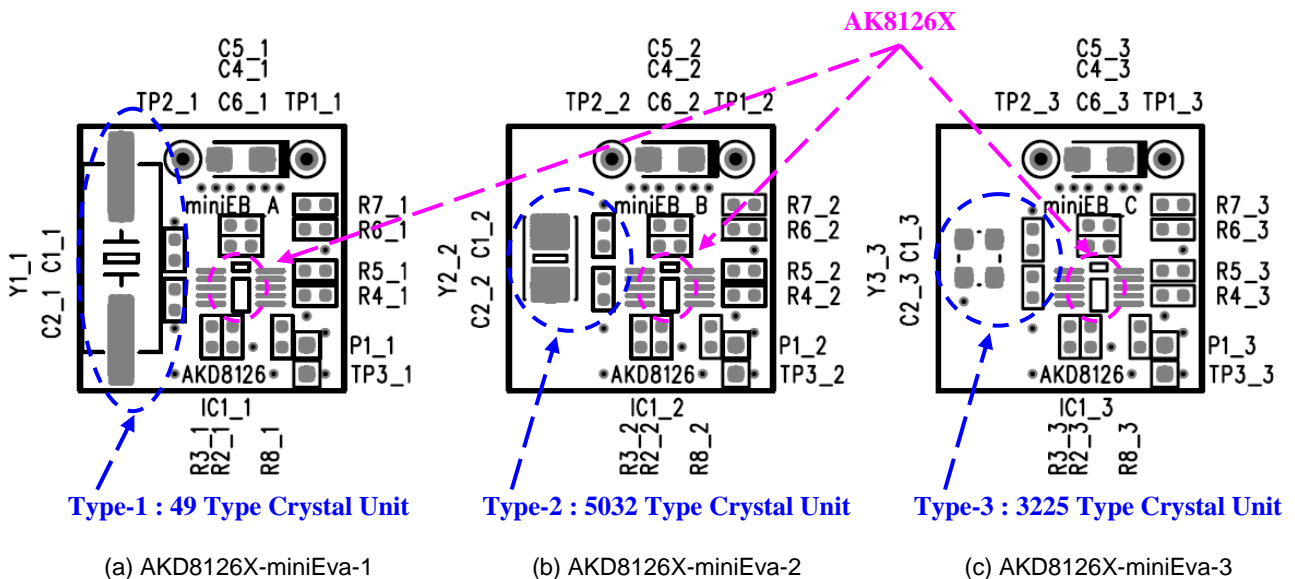 AK8126X
C5_1
C4_1
TP2_1 C6_1 TP1_1
miniEB_A
R7_1
R6_1
R5_1
R4_1
P1_1
TP3_1
Y1_1
C2_1 C1_1
AKD8126
IC1_1
R3_1
R2_1
R8_1
Type-1 : 49 Type Crystal Unit
(a) AKD8126X-miniEva-1
C5_2
C4_2
TP2_2 C6_2 TP1_2
miniEB_B
R7_2
R6_2
R5_2
R4_2
P1_2
TP3_2
Y2_2
C2_2 C1_2
AKD8126
IC1_2
R3_2
R2_2
R8_2
Type-2 : 5032 Type Crystal Unit
(b) AKD8126X-miniEva-2
C5_3
C4_3
TP2_3 C6_3 TP1_3
miniEB_C
R7_3
R6_3
R5_3
R4_3
P1_3
TP3_3
Y3_3
C2_3 C1_3
AKD8126
IC1_3
R3_3
R2_3
R8_3
Type-3 : 3225 Type Crystal Unit
(c) AKD8126X-miniEva-3